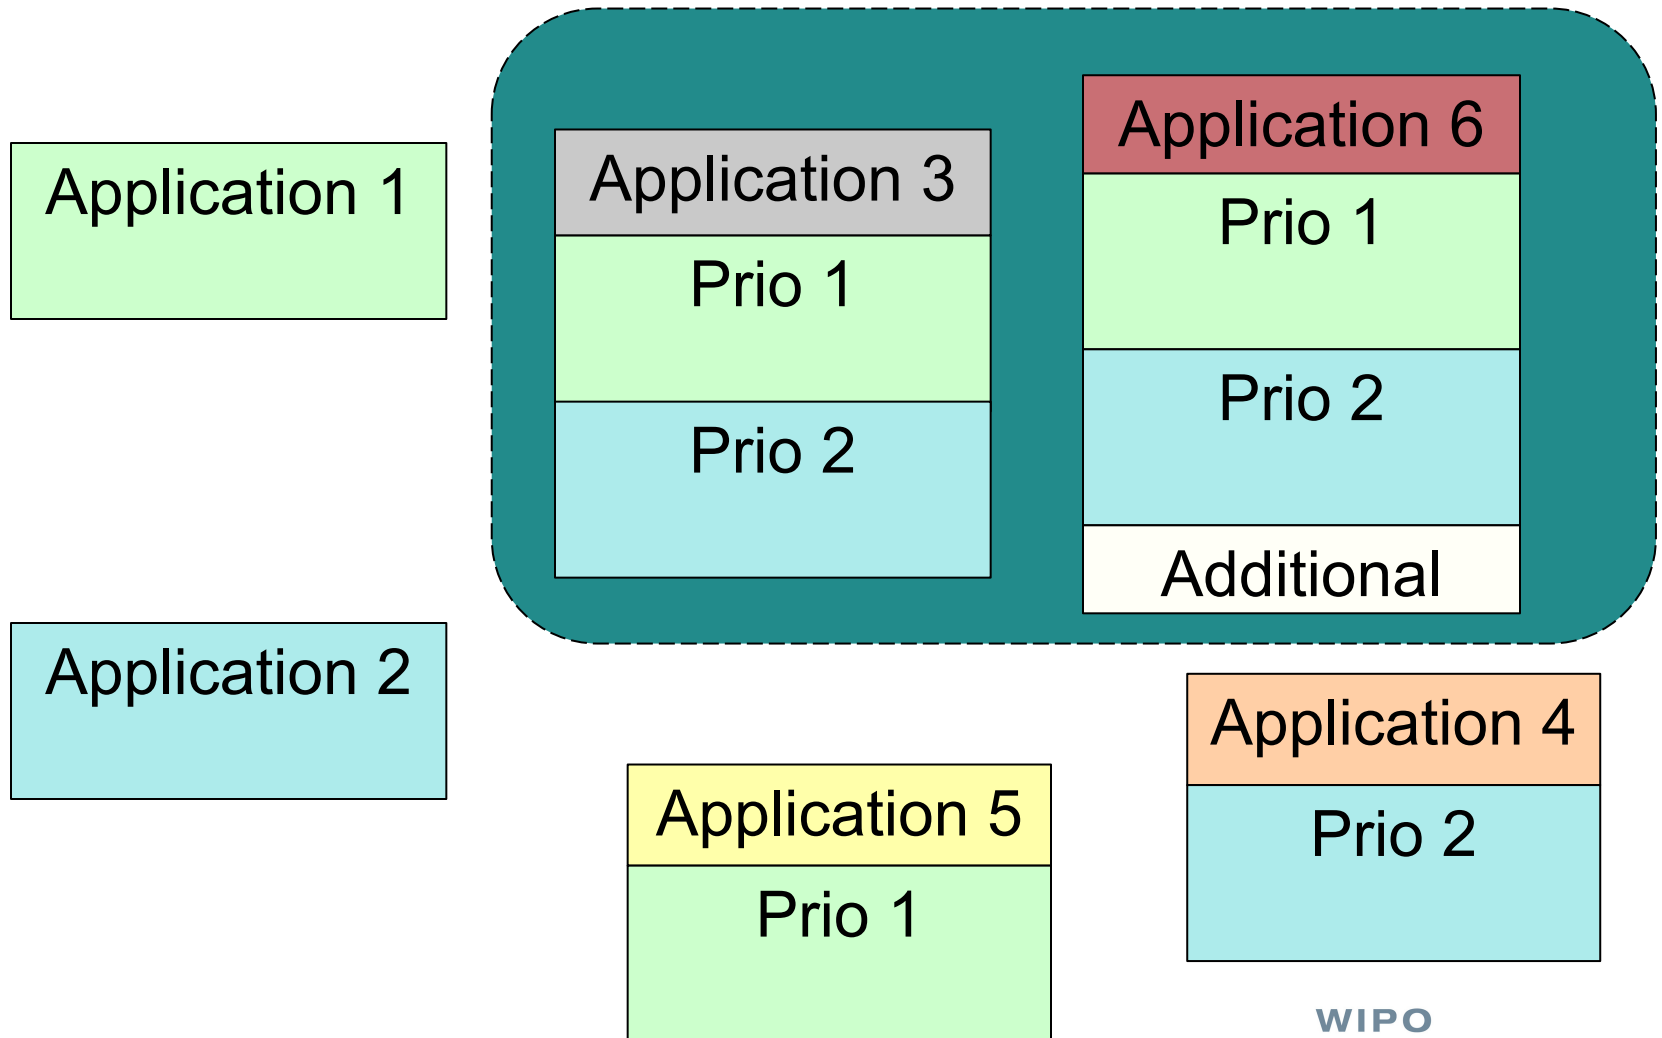 Application 1
Application 2
Application 3
Prio 1
Prio 2
Application 6
Prio 1
Prio 2
Additional
Application 5
Prio 1
Application 4
Prio 2
WIPO